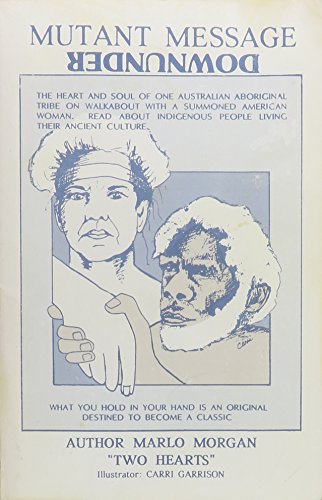 MUTANT MESSAGE
DOWNUNDER
THE HEART AND SOUL OF ONE AUSTRALIAN ABORIGINAL
TRIBE ON WALKABOUT WITH A SUMMONED AMERICAN
WOMAN. READ ABOUT INDIGENOUS PEOPLE LIVING
THEIR ANCIENT CULTURE.
Carri
WHAT YOU HOLD IN YOUR HAND IS AN ORIGINAL
DESTINED TO BECOME A CLASSIC
AUTHOR MARLO MORGAN
"TWO HEARTS"
Illustrator: CARRI GARRISON